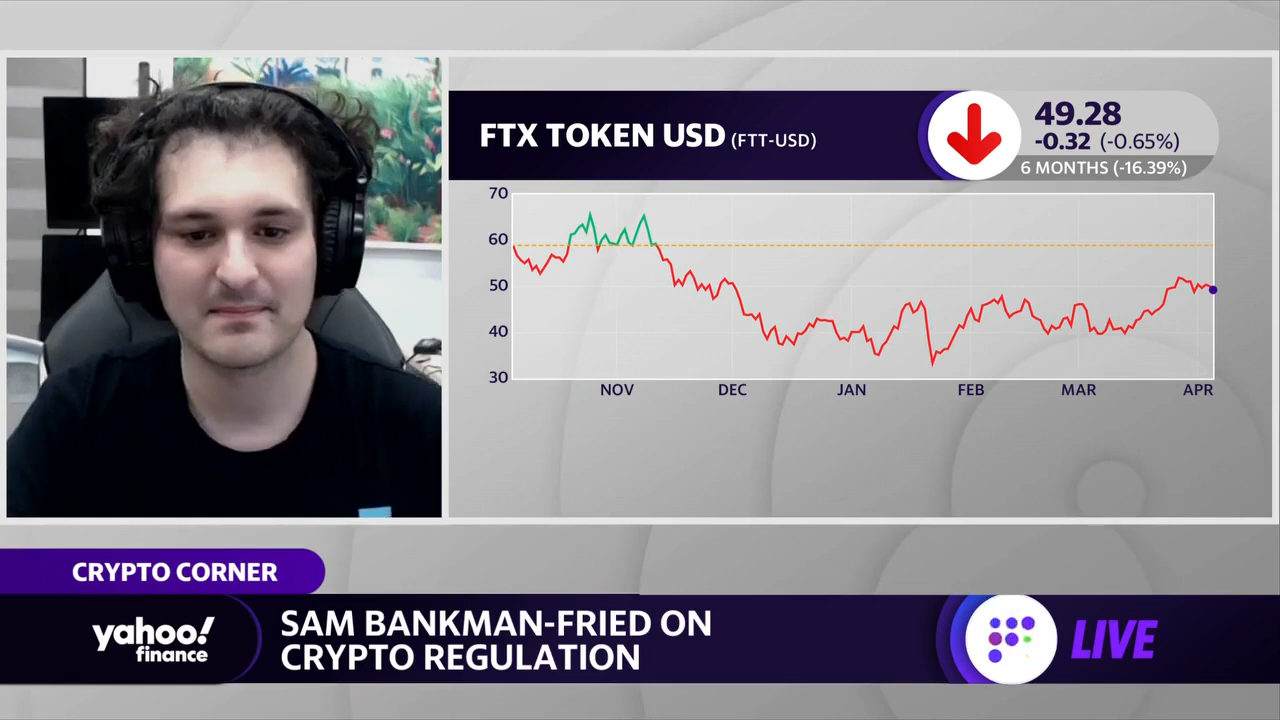 FTX TOKEN USD (FTT-USD)
49.28
-0.32 (-0.65%)
6 MONTHS (-16.39%)
70
60
50
40
30
NOV DEC JAN FEB MAR APR
CRYPTO CORNER
yahoo!
finance
SAM BANKMAN-FRIED ON
CRYPTO REGULATION
LIVE